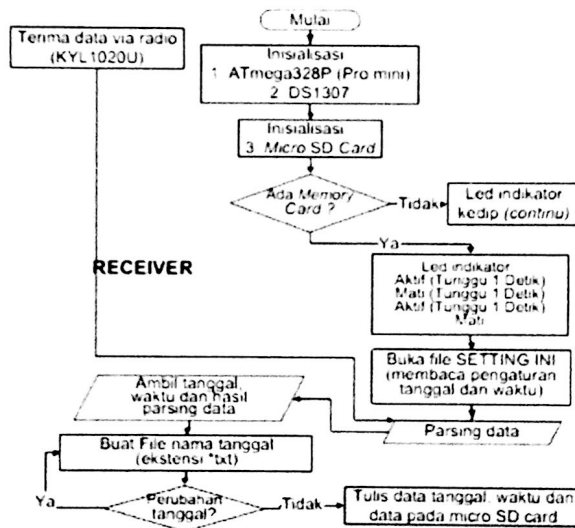 Mulai
Terima data via radio
(KYL1020U)
Inisialisasi
1. ATmega328P (Pro mini)
2. DS1307
Inisialisasi
3. Micro SD Card
Ada Memory
Card ?
Tidak
Led indikator
kedip (continu)
Ya
RECEIVER
Led indikator
Aktif (Tunggu 1 Detik)
Mati (Tunggu 1 Detik)
Aktif (Tunggu 1 Detik)
Mati
Buka file SETTING INI
(membaca pengaturan
tanggal dan waktu)
Parsing data
Ambil tanggal,
waktu dan hasil
parsing data
Buat File nama tanggal
(ekstensi *txt)
Ya
Perubahan
tanggal?
Tidak
Tulis data tanggal, waktu dan
data pada micro SD card